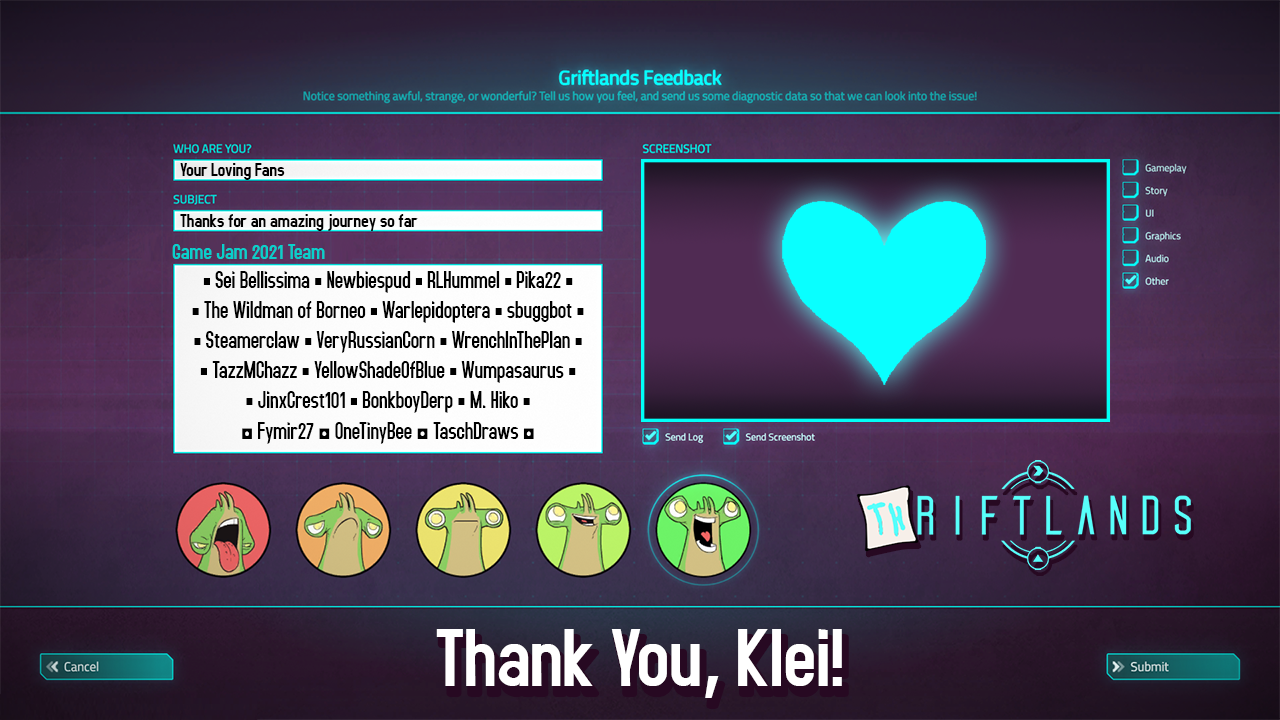 Griftlands Feedback
Notice something awful, strange, or wonderful? Tell us how you feel, and send us some diagnostic data so that we can look into the issue!
WHO ARE YOU?
Your Loving Fans
SUBJECT
Thanks for an amazing journey so far
Game Jam 2021 Team
▪ Sei Bellissima ▪ Newbiespud ▪ RLHummel ▪ Pika22 ▪
▪ The Wildman of Borneo ▪ Warlepidoptera ▪ sbuggbot ▪
▪ Steamerclaw ▪ VeryRussianCorn ▪ WrenchInThePlan ▪
▪ TazzMChazz ▪ YellowShadeOfBlue ▪ Wumpasaurus ▪
▪ JinxCrest101 ▪ BonkboyDerp ▪ M. Hiko ▪
◘ Fymir27 ◘ OneTinyBee ◘ TaschDraws ◘
SCREENSHOT
Gameplay
Story
UI
Graphics
Audio
Other
Send Log
Send Screenshot
THRIFTLANDS
Cancel
Thank You, Klei!
Submit